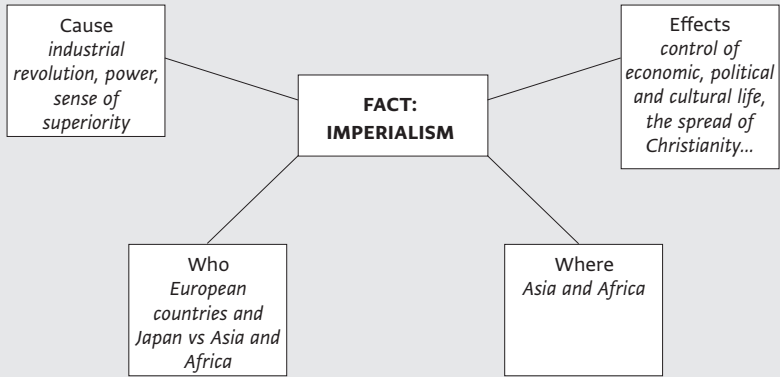 Cause
industrial
revolution, power,
sense of
superiority
Effects
control of
economic, political
and cultural life,
the spread of
Christianity...
FACT:
IMPERIALISM
Who
European
countries and
Japan vs Asia and
Africa
Where
Asia and Africa